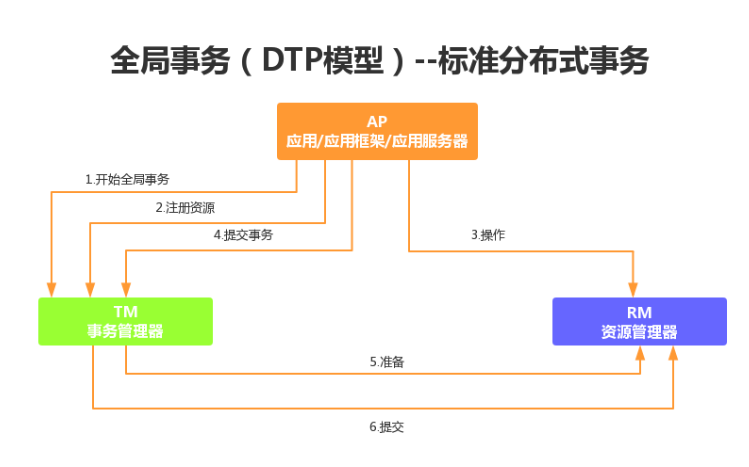 全局事务（DTP模型）--标准分布式事务
AP
应用/应用框架/应用服务器
1.开始全局事务
2.注册资源
4.提交事务
3.操作
TM
事务管理器
RM
资源管理器
5.准备
6.提交